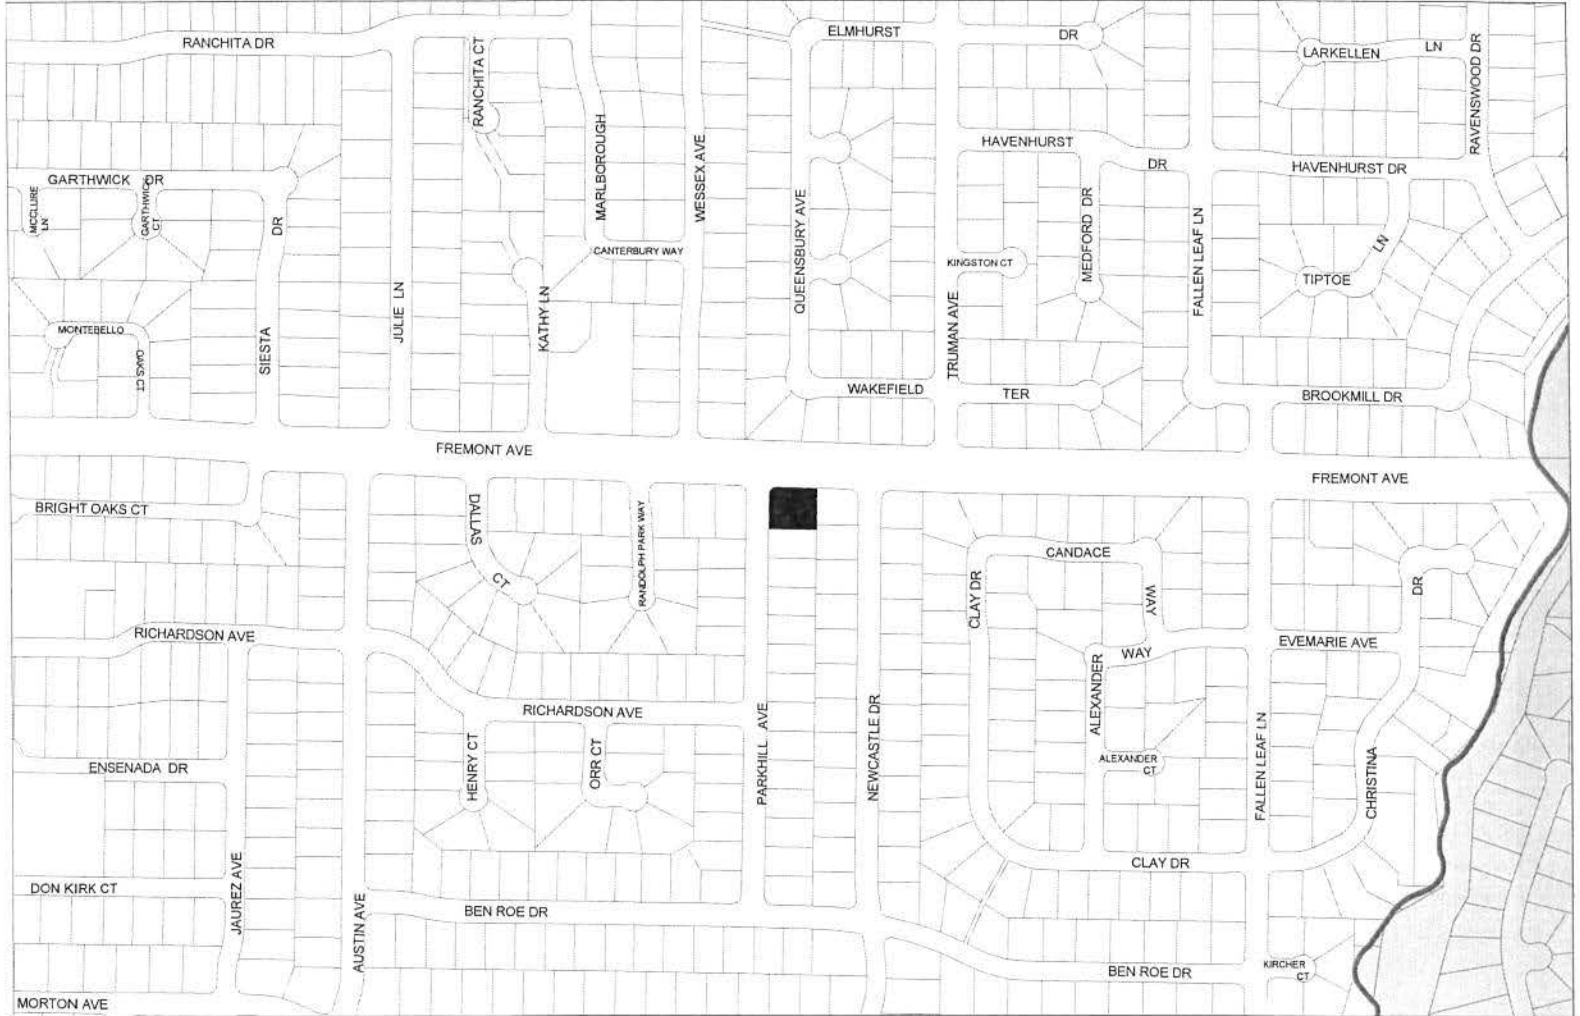 ELMHURST
DR
RANCHITA DR
RANCHITA CT
LARKELLEN
LN
RAVENSWOOD DR
MARLBOROUGH
WESSEX AVE
HAVENHURST
DR
HAVENHURST DR
GARTHWICK DR
GARTHWICK
CT
MCCLURE
LN
SIESTA
DR
JULIE LN
KATHY LN
CANTERBURY WAY
QUEENSBURY AVE
KINGSTON CT
MEDFORD DR
FALLEN LEAF LN
TIPTOE
LN
MONTEBELLO
OAKS CT
TRUMAN AVE
WAKEFIELD
TER
BROOKMILL DR
FREMONT AVE
FREMONT AVE
BRIGHT OAKS CT
DALLAS
CT
RANDOLPH PARK WAY
CLAY DR
CANDACE
WAY
DR
RICHARDSON AVE
EVEMARIE AVE
WAY
ALEXANDER
RICHARDSON AVE
PARKHILL AVE
NEWCASTLE DR
FALLEN LEAF LN
HENRY CT
ORR CT
ALEXANDER
CT
CHRISTINA
ENSENADA DR
CLAY DR
DON KIRK CT
JAUREZ AVE
AUSTIN AVE
BEN ROE DR
BEN ROE DR
KIRCHER
CT
MORTON AVE